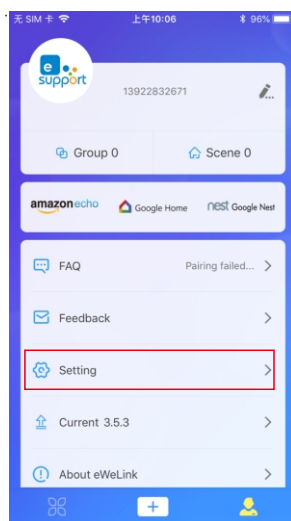 无 SIM 卡 上午10:06 96%
e support
13922832671
Group 0 Scene 0
amazon echo Google Home nest Google Nest
FAQ Pairing failed...
Feedback
Setting
Current 3.5.3
About eWeLink